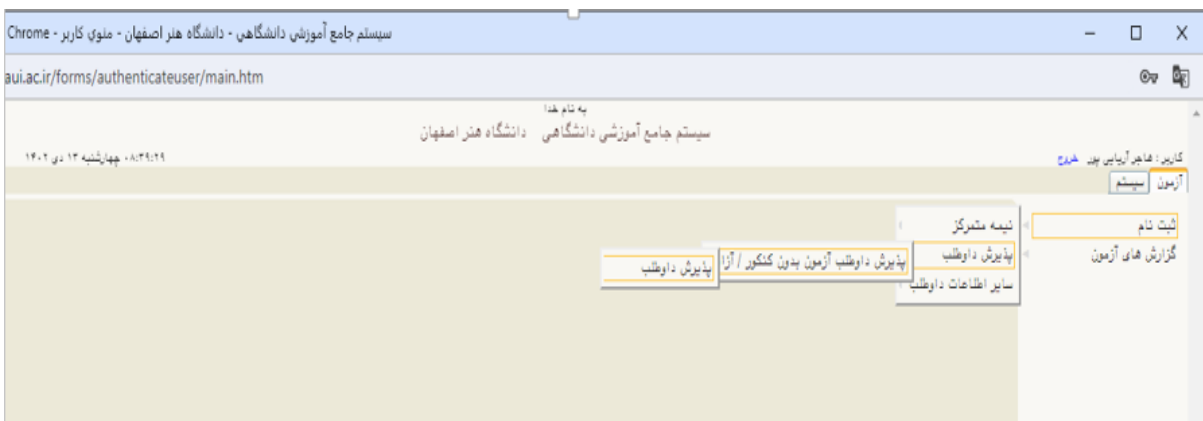 سیستم جامع آموزشی دانشگاهی - دانشگاه هنر اصفهان - منوی کاربر - Chrome
aui.ac.ir/forms/authenticateuser/main.htm
به نام خدا
سیستم جامع آموزشی دانشگاهی دانشگاه هنر اصفهان
کاربر : هاجر آریایی پور خروج
۰۸:۳۹:۲۹ چهارشنبه ۱۳ دی ۱۴۰۲
آزمون سیستم
ثبت نام
گزارش های آزمون
نیمه متمرکز
پذیرش داوطلب
سایر اطلاعات داوطلب
پذیرش داوطلب آزمون بدون کنکور / آزا
پذیرش داوطلب